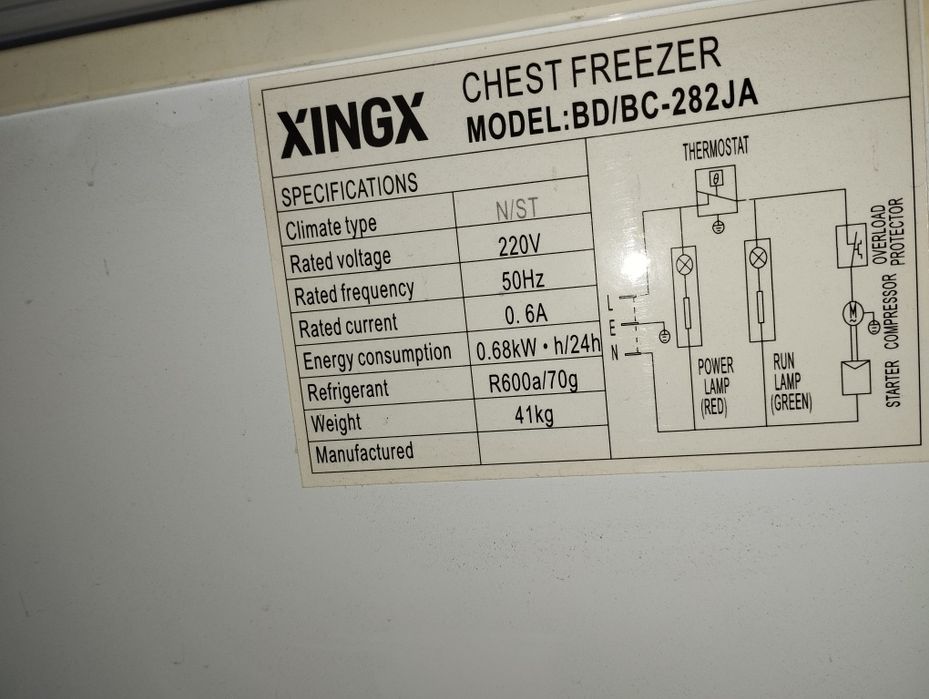 XINGX
CHEST FREEZER
MODEL:BD/BC-282JA
SPECIFICATIONS
Climate type N/ST
Rated voltage 220V
Rated frequency 50Hz
Rated current 0.6A
Energy consumption 0.68kW·h/24h
Refrigerant R600a/70g
Weight 41kg
Manufactured
THERMOSTAT
θ
L
E
N
M
POWER
LAMP
(RED)
RUN
LAMP
(GREEN)
OVERLOAD
PROTECTOR
COMPRESSOR
STARTER